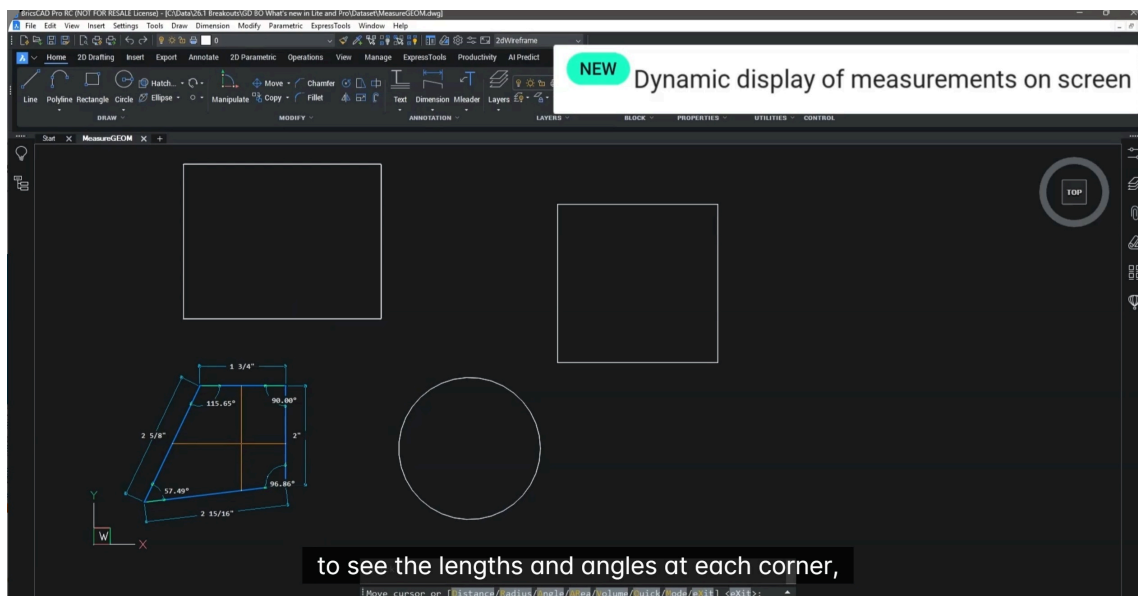 BricsCAD Pro RC (NOT FOR RESALE License) - [C:\Data\26.1 Breakouts\GD BO What's new in Lite and Pro\Dataset\MeasureGEOM.dwg]
File Edit View Insert Settings Tools Draw Dimension Modify Parametric ExpressTools Window Help
0 2dWireframe
Home 2D Drafting Insert Export Annotate 2D Parametric Operations View Manage ExpressTools Productivity AI Predict
NEW Dynamic display of measurements on screen
Hatch... Move Chamfer
Ellipse Copy Fillet
Line Polyline Rectangle Circle Manipulate Text Dimension Mleader Layers
DRAW MODIFY ANNOTATION LAYERS BLOCK PROPERTIES UTILITIES CONTROL
Start MeasureGEOM
TOP
1 3/4"
115.65° 90.00°
2 5/8" 2"
57.49° 96.86°
2 15/16"
Y
W X
to see the lengths and angles at each corner,
Move cursor or [Distance/Radius/Angle/ARea/Volume/Quick/Mode/eXit] <eXit>: